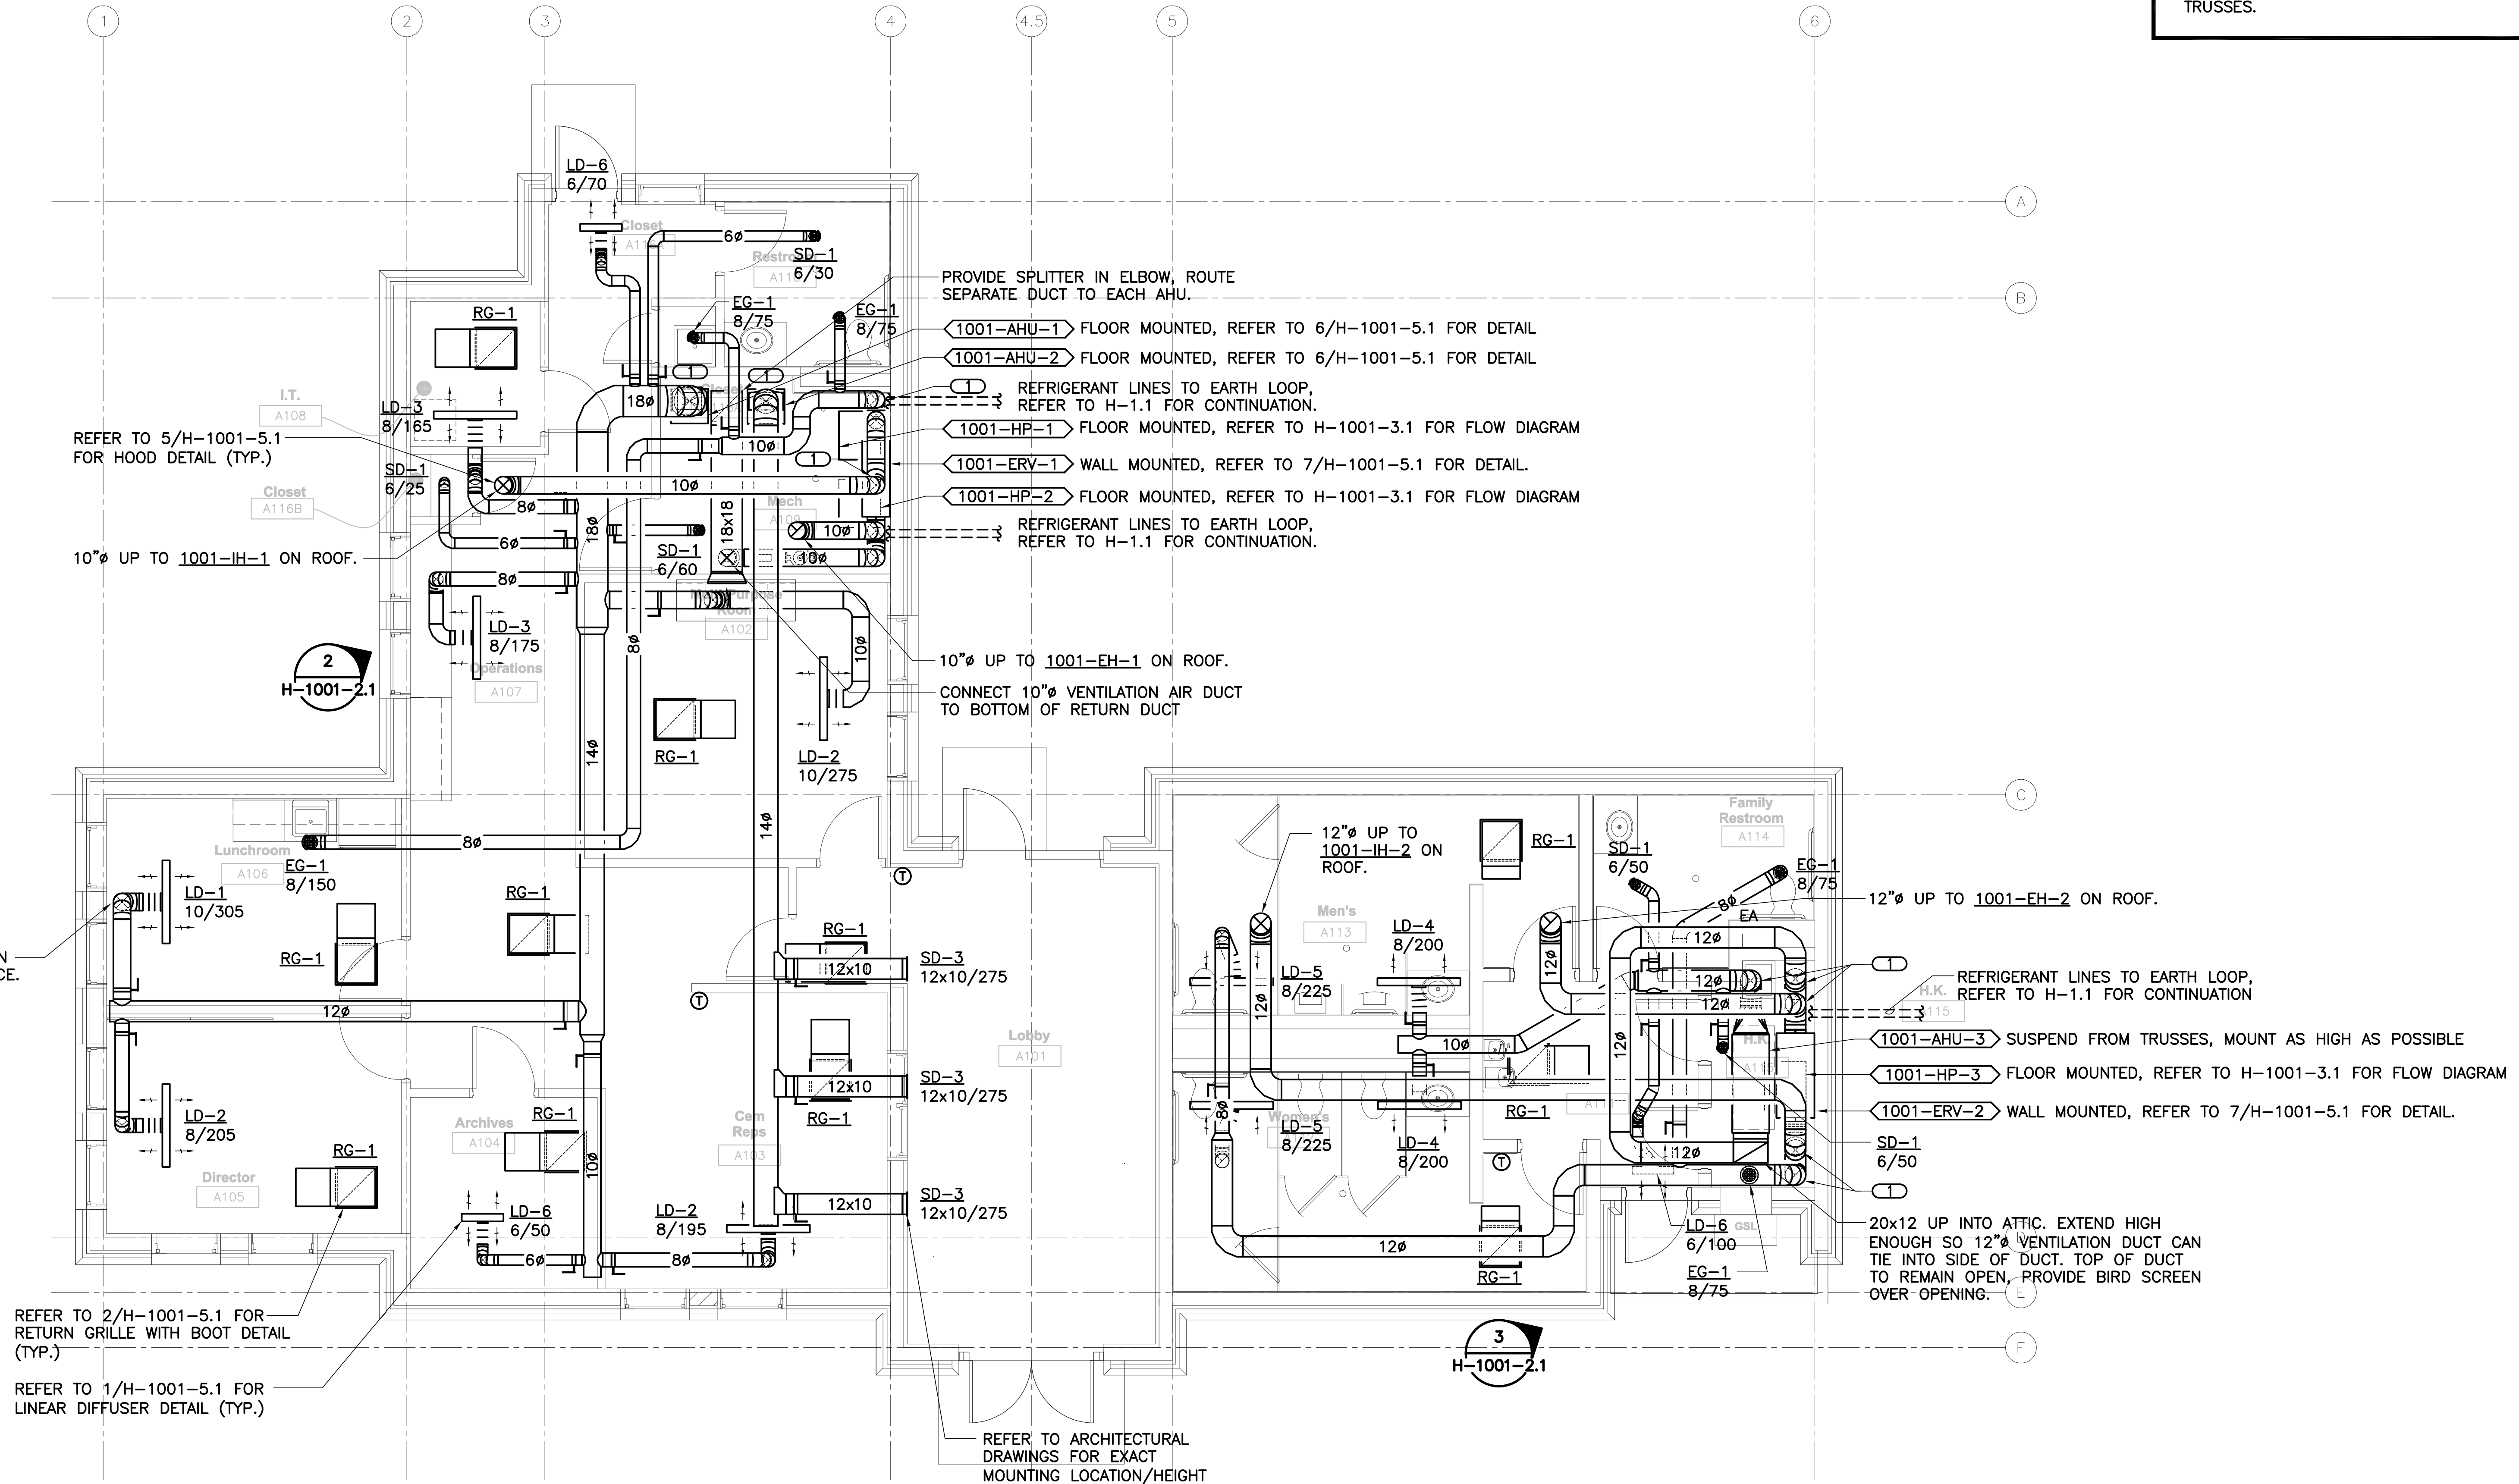 TRUSSES.
1
2
3
4
4.5
5
6
A
B
C
D
E
F
LD-6
6/70
Closet
6ø
SD-1
6/30
EG-1
8/75
EG-1
8/75
RG-1
I.T.
A108
LD-3
8/165
REFER TO 5/H-1001-5.1
FOR HOOD DETAIL (TYP.)
SD-1
6/25
Closet
A116B
10"ø UP TO 1001-IH-1 ON ROOF.
PROVIDE SPLITTER IN ELBOW, ROUTE
SEPARATE DUCT TO EACH AHU.
1001-AHU-1 FLOOR MOUNTED, REFER TO 6/H-1001-5.1 FOR DETAIL
1001-AHU-2 FLOOR MOUNTED, REFER TO 6/H-1001-5.1 FOR DETAIL
1 REFRIGERANT LINES TO EARTH LOOP,
REFER TO H-1.1 FOR CONTINUATION.
1001-HP-1 FLOOR MOUNTED, REFER TO H-1001-3.1 FOR FLOW DIAGRAM
1001-ERV-1 WALL MOUNTED, REFER TO 7/H-1001-5.1 FOR DETAIL.
1001-HP-2 FLOOR MOUNTED, REFER TO H-1001-3.1 FOR FLOW DIAGRAM
REFRIGERANT LINES TO EARTH LOOP,
REFER TO H-1.1 FOR CONTINUATION.
1
1
1
18ø
10ø
10ø
8ø
Mech
18x18
18ø
10ø
10ø
6ø
SD-1
6/60
8ø
Room
A102
LD-3
8/175
Operations
A107
8ø
10ø
2
H-1001-2.1
10"ø UP TO 1001-EH-1 ON ROOF.
CONNECT 10"ø VENTILATION AIR DUCT
TO BOTTOM OF RETURN DUCT
RG-1
LD-2
10/275
14ø
14ø
8ø
Lunchroom
A106
EG-1
8/150
LD-1
10/305
RG-1
RG-1
T
RG-1
12x10
SD-3
12x10/275
T
12ø
Lobby
A101
12x10
SD-3
12x10/275
RG-1
LD-2
8/205
Archives
A104
RG-1
Cem
Reps
A103
10ø
RG-1
Director
A105
LD-6
6/50
LD-2
8/195
12x10
SD-3
12x10/275
6ø
8ø
REFER TO 2/H-1001-5.1 FOR
RETURN GRILLE WITH BOOT DETAIL
(TYP.)
REFER TO 1/H-1001-5.1 FOR
LINEAR DIFFUSER DETAIL (TYP.)
REFER TO ARCHITECTURAL
DRAWINGS FOR EXACT
MOUNTING LOCATION/HEIGHT
12"ø UP TO
1001-IH-2 ON
ROOF.
RG-1
Family
Restroom
A114
SD-1
6/50
EG-1
8/75
8ø
EA
12"ø UP TO 1001-EH-2 ON ROOF.
Men's
A113
LD-4
8/200
LD-5
8/225
12ø
12ø
12ø
12ø
12ø
12ø
1
REFRIGERANT LINES TO EARTH LOOP,
REFER TO H-1.1 FOR CONTINUATION
H.K.
10ø
1001-AHU-3 SUSPEND FROM TRUSSES, MOUNT AS HIGH AS POSSIBLE
1001-HP-3 FLOOR MOUNTED, REFER TO H-1001-3.1 FOR FLOW DIAGRAM
1001-ERV-2 WALL MOUNTED, REFER TO 7/H-1001-5.1 FOR DETAIL.
8ø
Women's
LD-5
8/225
LD-4
8/200
RG-1
T
12ø
SD-1
6/50
1
12ø
RG-1
LD-6
6/100
GSL
EG-1
8/75
20x12 UP INTO ATTIC. EXTEND HIGH
ENOUGH SO 12"ø VENTILATION DUCT CAN
TIE INTO SIDE OF DUCT. TOP OF DUCT
TO REMAIN OPEN, PROVIDE BIRD SCREEN
OVER OPENING.
3
H-1001-2.1